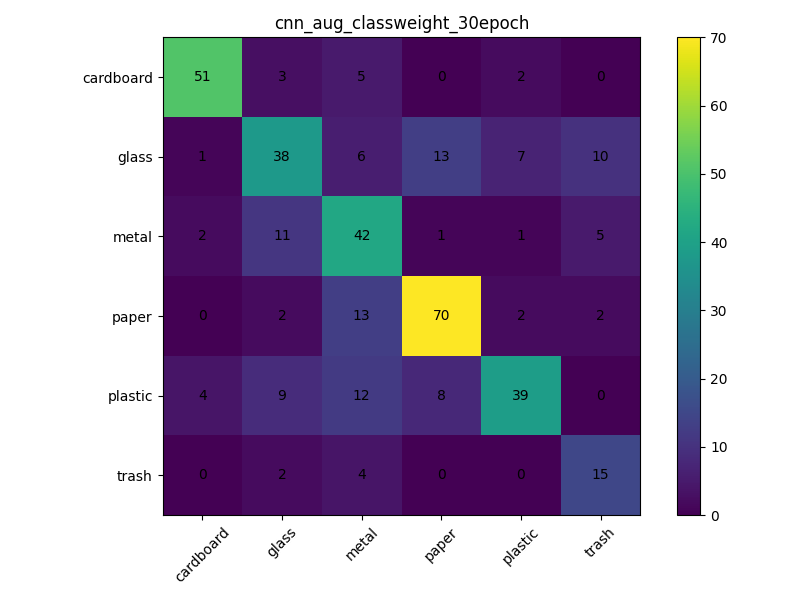 cnn_aug_classweight_30epoch
cardboard 51 3 5 0 2 0
glass 1 38 6 13 7 10
metal 2 11 42 1 1 5
paper 0 2 13 70 2 2
plastic 4 9 12 8 39 0
trash 0 2 4 0 0 15
cardboard glass metal paper plastic trash
70
60
50
40
30
20
10
0